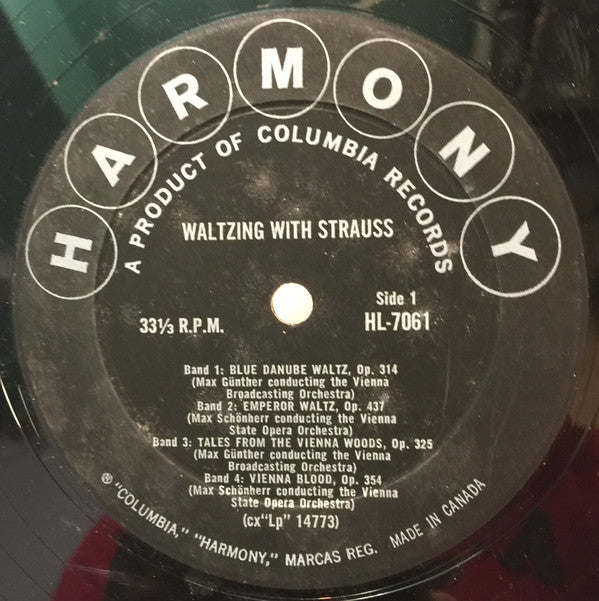 HARMONY
A PRODUCT OF COLUMBIA RECORDS
WALTZING WITH STRAUSS
Side 1
33⅓ R.P.M.
HL-7061
Band 1: BLUE DANUBE WALTZ, Op. 314
(Max Günther conducting the Vienna
Broadcasting Orchestra)
Band 2: EMPEROR WALTZ, Op. 437
(Max Schönherr conducting the Vienna
State Opera Orchestra)
Band 3: TALES FROM THE VIENNA WOODS, Op. 325
(Max Günther conducting the Vienna
Broadcasting Orchestra)
Band 4: VIENNA BLOOD, Op. 354
(Max Schönherr conducting the Vienna
State Opera Orchestra)
(cx"Lp" 14773)
® "COLUMBIA," "HARMONY," MARCAS REG. MADE IN CANADA